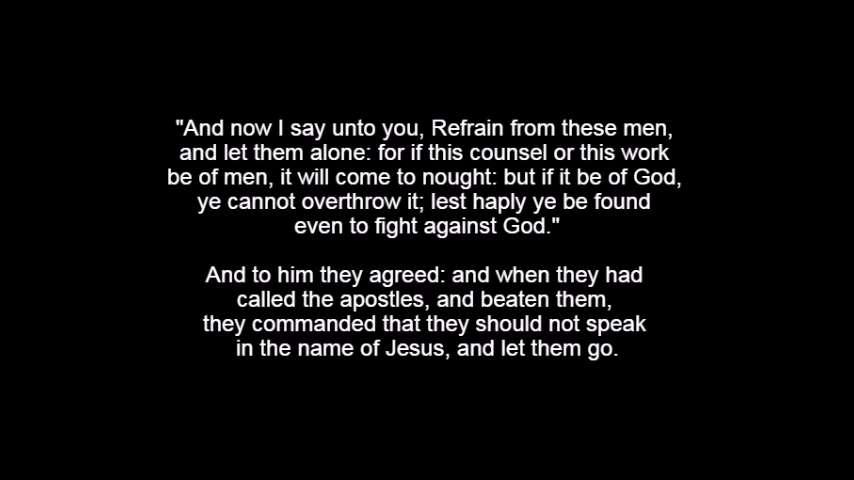 "And now I say unto you, Refrain from these men,
and let them alone: for if this counsel or this work
be of men, it will come to nought: but if it be of God,
ye cannot overthrow it; lest haply ye be found
even to fight against God."
And to him they agreed: and when they had
called the apostles, and beaten them,
they commanded that they should not speak
in the name of Jesus, and let them go.